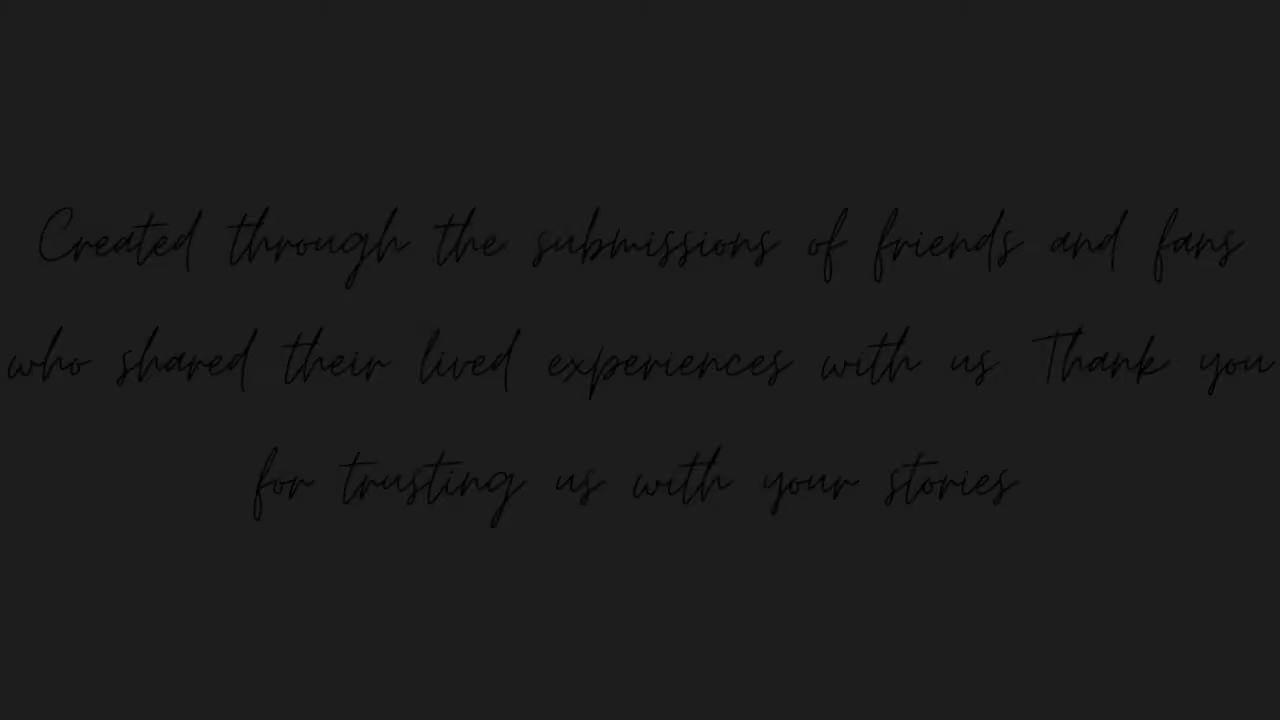 Created through the submissions of friends and fans
who shared their lived experiences with us Thank you
for trusting us with your stories